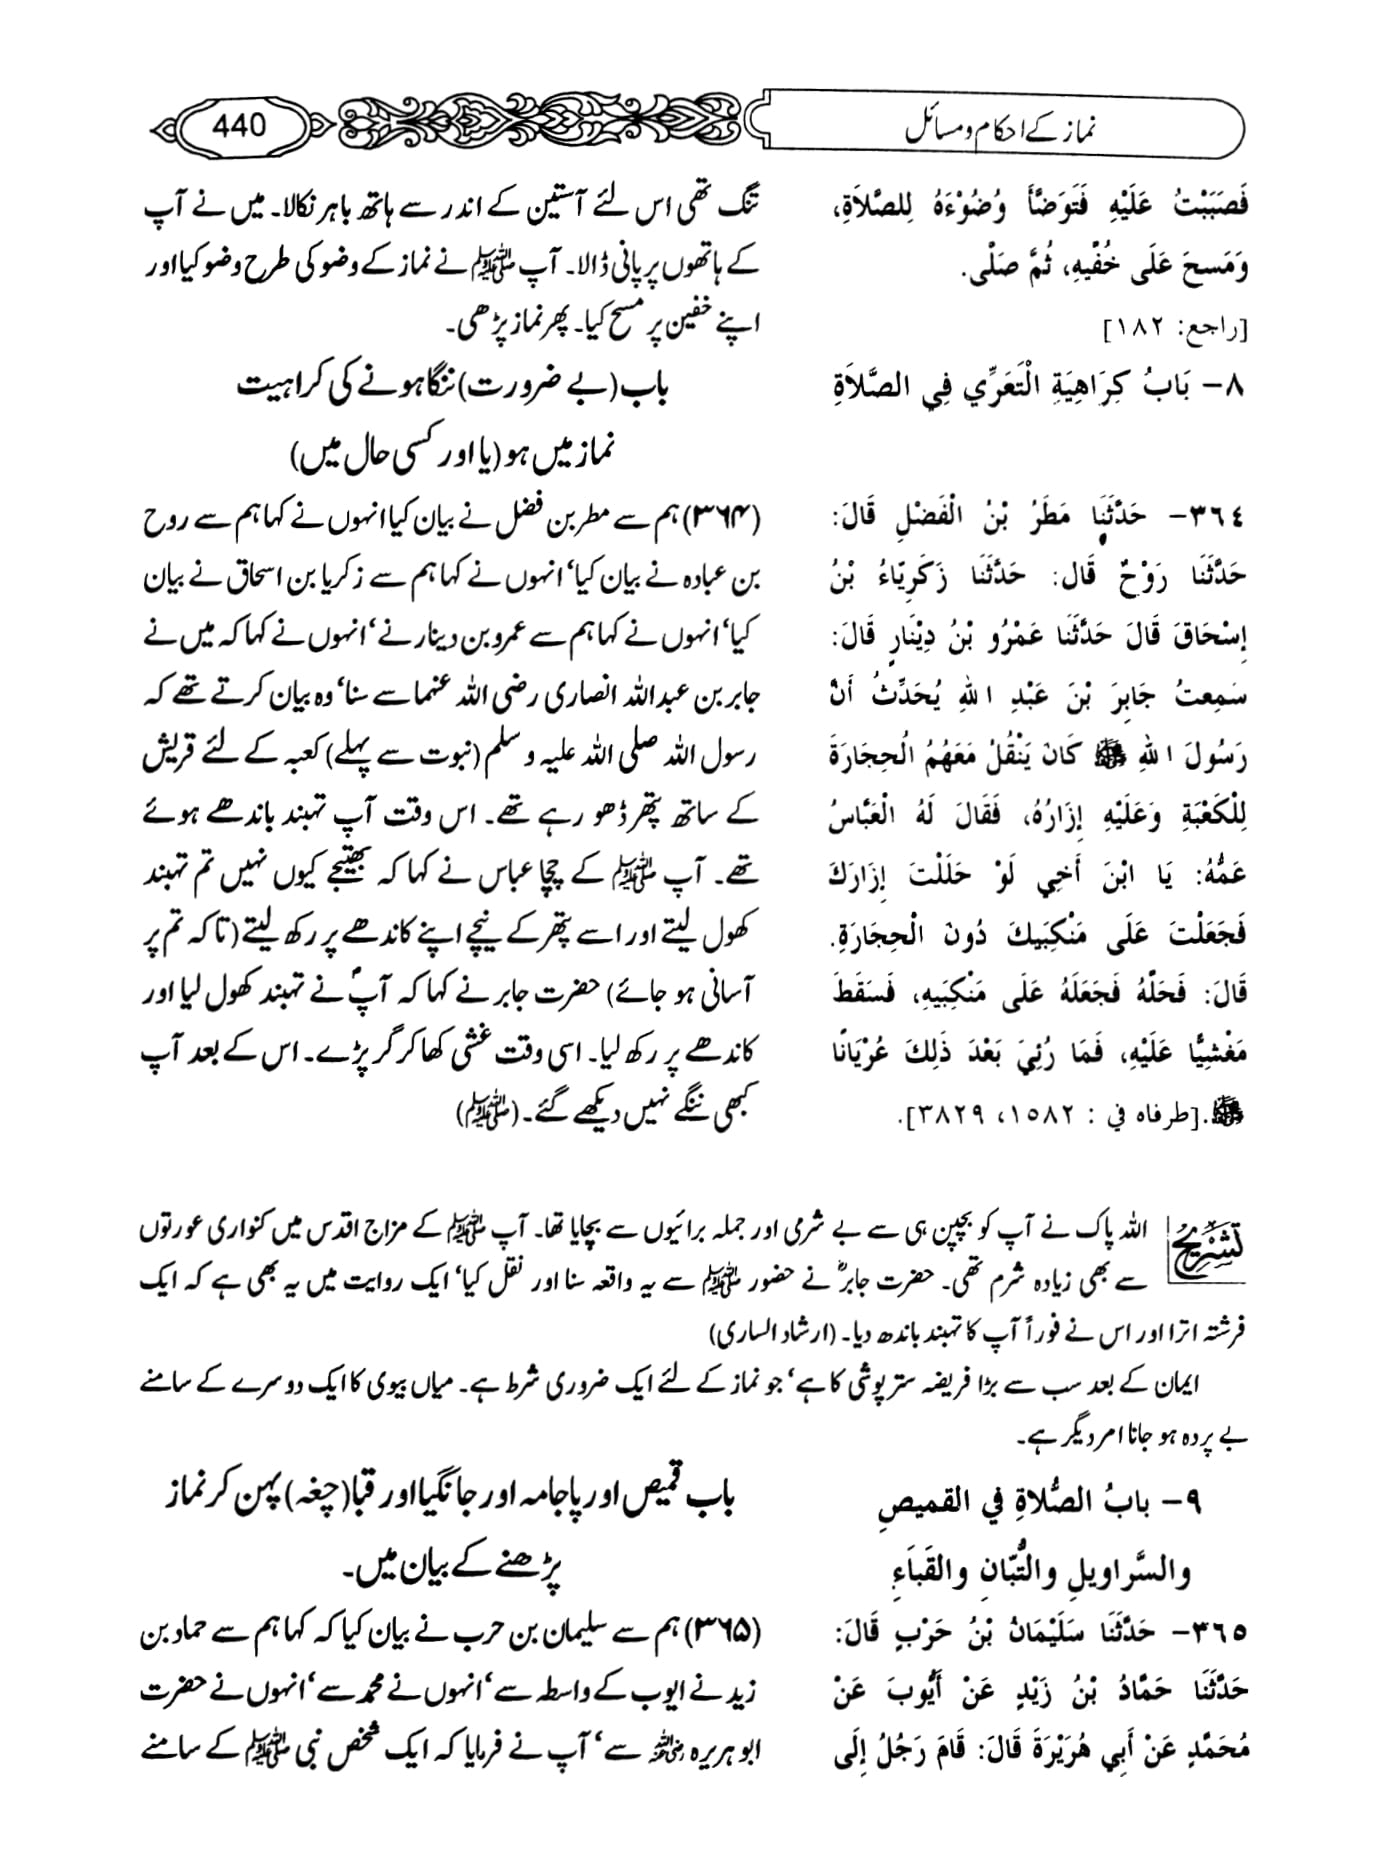 نماز کے احکام و مسائل
440
فَصَبَبْتُ عَلَيْهِ فَتَوَضَّأَ وُضُوْءَهُ لِلصَّلاَةِ،
وَمَسحَ عَلَى خُفَّيهِ، ثُمَّ صَلَّى.
[راجع: ١٨٢]
٨- بَابُ كِرَاهِيَةِ الْتَعَرِّي فِي الصَّلاَةِ
٣٦٤- حَدَّثَنَا مَطَرُ بْنُ الْفَضْلِ قَالَ:
حَدَّثَنَا رَوْحٌ قَال: حَدَّثَنَا زَكَرِيّاءُ بْنُ
إِسْحَاقَ قَالَ حَدَّثَنَا عَمْرُو بْنُ دِيْنَارٍ قَالَ:
سَمِعتُ جَابِرَ بْنَ عَبْدِ اللهِ يُحَدِّثُ أَنَّ
رَسُولَ اللهِ ﷺ كَانَ يَنْقُلُ مَعَهُمُ الْحِجَارَةَ
لِلْكَعْبَةِ وَعَلَيْهِ إِزَارُهُ، فَقَالَ لَهُ الْعَبَّاسُ
عَمُّهُ: يَا ابْنَ أَخِي لَوْ حَلَلْتَ إِزَارَكَ
فَجَعَلْتَ عَلَى مَنْكِبَيكَ دُونَ الْحِجَارَةِ.
قَالَ: فَحَلَّهُ فَجَعَلَهُ عَلَى مَنْكِبَيهِ، فَسَقَطَ
مَغْشِيًّا عَلَيْهِ، فَمَا رُئِيَ بَعْدَ ذَلِكَ عُرْيَانًا
ﷺ.[طرفاه في : ١٥٨٢، ٣٨٢٩].
تنگ تھی اس لئے آستین کے اندر سے ہاتھ باہر نکالا۔ میں نے آپ
کے ہاتھوں پر پانی ڈالا۔ آپ ﷺ نے نماز کے وضو کی طرح وضو کیا اور
اپنے خفین پر مسح کیا۔ پھر نماز پڑھی۔
باب (بے ضرورت) ننگا ہونے کی کراہیت
نماز میں ہو (یا اور کسی حال میں)
(۳۶۴) ہم سے مطر بن فضل نے بیان کیا انہوں نے کہا ہم سے روح
بن عبادہ نے بیان کیا‘ انہوں نے کہا ہم سے زکریا بن اسحاق نے بیان
کیا‘ انہوں نے کہا ہم سے عمرو بن دینار نے‘ انہوں نے کہا کہ میں نے
جابر بن عبداللہ انصاری رضی اللہ عنہما سے سنا‘ وہ بیان کرتے تھے کہ
رسول اللہ صلی اللہ علیہ و سلم (نبوت سے پہلے) کعبہ کے لئے قریش
کے ساتھ پتھر ڈھو رہے تھے۔ اس وقت آپ تہبند باندھے ہوئے
تھے۔ آپ ﷺ کے چچا عباس نے کہا کہ بھتیجے کیوں نہیں تم تہبند
کھول لیتے اور اسے پتھر کے نیچے اپنے کاندھے پر رکھ لیتے (تاکہ تم پر
آسانی ہو جائے) حضرت جابر نے کہا کہ آپؐ نے تہبند کھول لیا اور
کاندھے پر رکھ لیا۔ اسی وقت غشی کھا کر گر پڑے۔ اس کے بعد آپ
کبھی ننگے نہیں دیکھے گئے۔ (ﷺ)
تشریح اللہ پاک نے آپ کو بچپن ہی سے بے شرمی اور جملہ برائیوں سے بچایا تھا۔ آپ ﷺ کے مزاج اقدس میں کنواری عورتوں
سے بھی زیادہ شرم تھی۔ حضرت جابرؓ نے حضور ﷺ سے یہ واقعہ سنا اور نقل کیا‘ ایک روایت میں یہ بھی ہے کہ ایک
فرشتہ اترا اور اس نے فوراً آپ کا تہبند باندھ دیا۔ (ارشاد الساری)
ایمان کے بعد سب سے بڑا فریضہ ستر پوشی کا ہے‘ جو نماز کے لئے ایک ضروری شرط ہے۔ میاں بیوی کا ایک دوسرے کے سامنے
بے پردہ ہو جانا امر دیگر ہے۔
٩- بابُ الصَّلاةِ في القميصِ
والسَّراويلِ والتُّبّانِ والقَبَاءِ
٣٦٥- حَدَّثَنَا سَلَيْمَانُ بْنُ حَرْبٍ قَالَ:
حَدَّثَنَا حَمَّادُ بْنُ زَيْدٍ عَنْ أَيُّوبَ عَنْ
مُحَمَّدٍ عَنْ أَبِي هُرَيْرَةَ قَالَ: قَامَ رَجُلُ إِلَى
باب قمیص اور پاجامہ اور جانگیا اور قبا (چغہ) پہن کر نماز
پڑھنے کے بیان میں۔
(۳۶۵) ہم سے سلیمان بن حرب نے بیان کیا کہ کہا ہم سے حماد بن
زید نے ایوب کے واسطہ سے‘ انہوں نے محمد سے‘ انہوں نے حضرت
ابو ہریرہ رضی اللہ عنہ سے‘ آپ نے فرمایا کہ ایک شخص نبی ﷺ کے سامنے